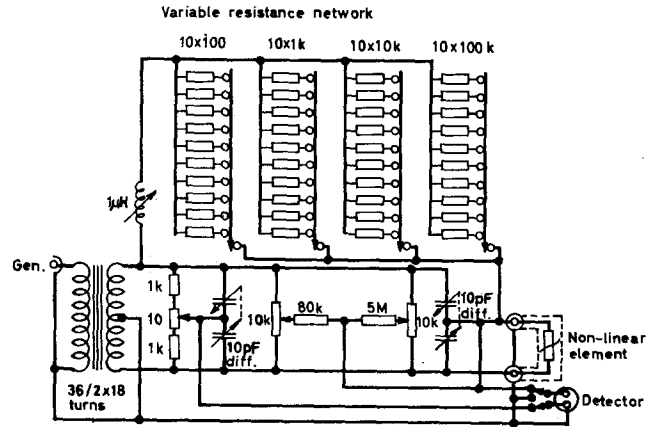 Variable resistance network
10x100 10x1k 10x10k 10x100k
1μH
Gen.
1k
10
1k
10pF
diff.
10k
80k
5M
10k
10pF
diff.
Non-linear
element
Detector
36/2x18
turns